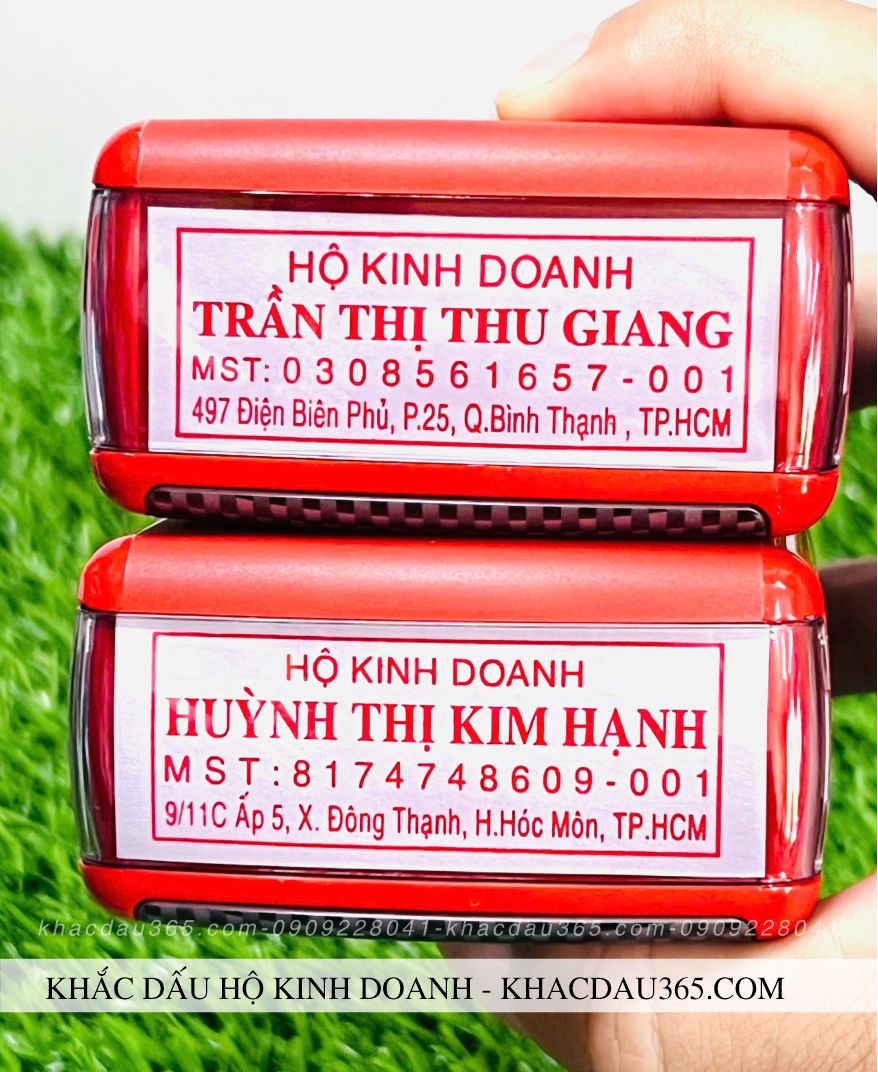 HỘ KINH DOANH
TRẦN THỊ THU GIANG
MST: 0308561657-001
497 Điện Biên Phủ, P.25, Q.Bình Thạnh , TP.HCM
HỘ KINH DOANH
HUỲNH THỊ KIM HẠNH
MST:8174748609-001
9/11C Ấp 5, X. Đông Thạnh, H.Hóc Môn, TP.HCM
khacdau365.com-0909228041-khacdau365.com-0909228041
KHẮC DẤU HỘ KINH DOANH - KHACDAU365.COM